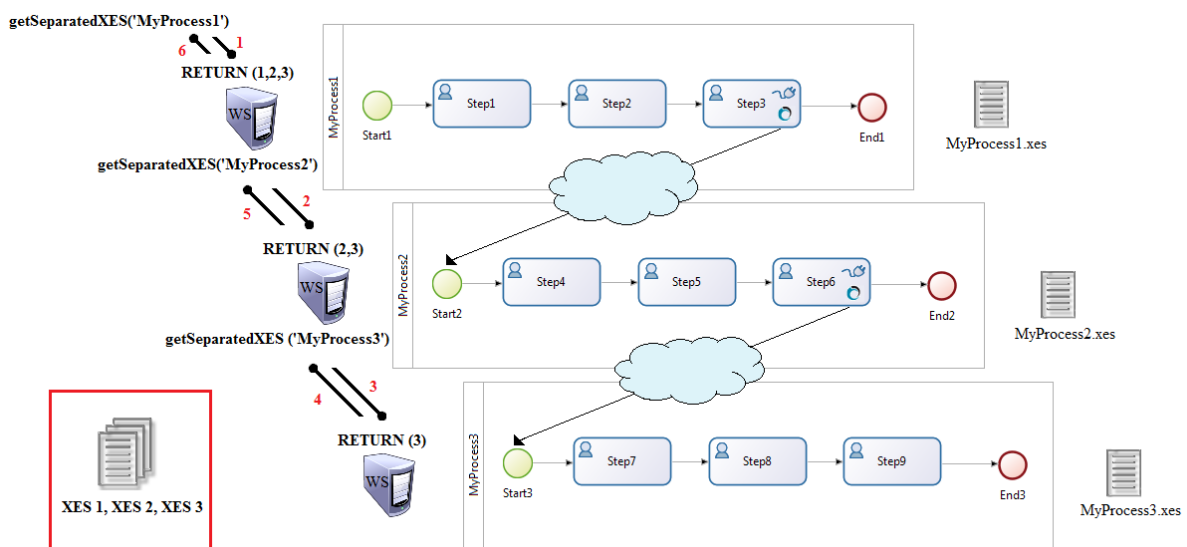 getSeparatedXES('MyProcess1')
6
1
RETURN (1,2,3)
WS
MyProcess1
Start1
Step1
Step2
Step3
End1
MyProcess1.xes
getSeparatedXES('MyProcess2')
5
2
RETURN (2,3)
WS
MyProcess2
Start2
Step4
Step5
Step6
End2
MyProcess2.xes
getSeparatedXES ('MyProcess3')
4
3
RETURN (3)
WS
MyProcess3
Start3
Step7
Step8
Step9
End3
MyProcess3.xes
XES 1, XES 2, XES 3